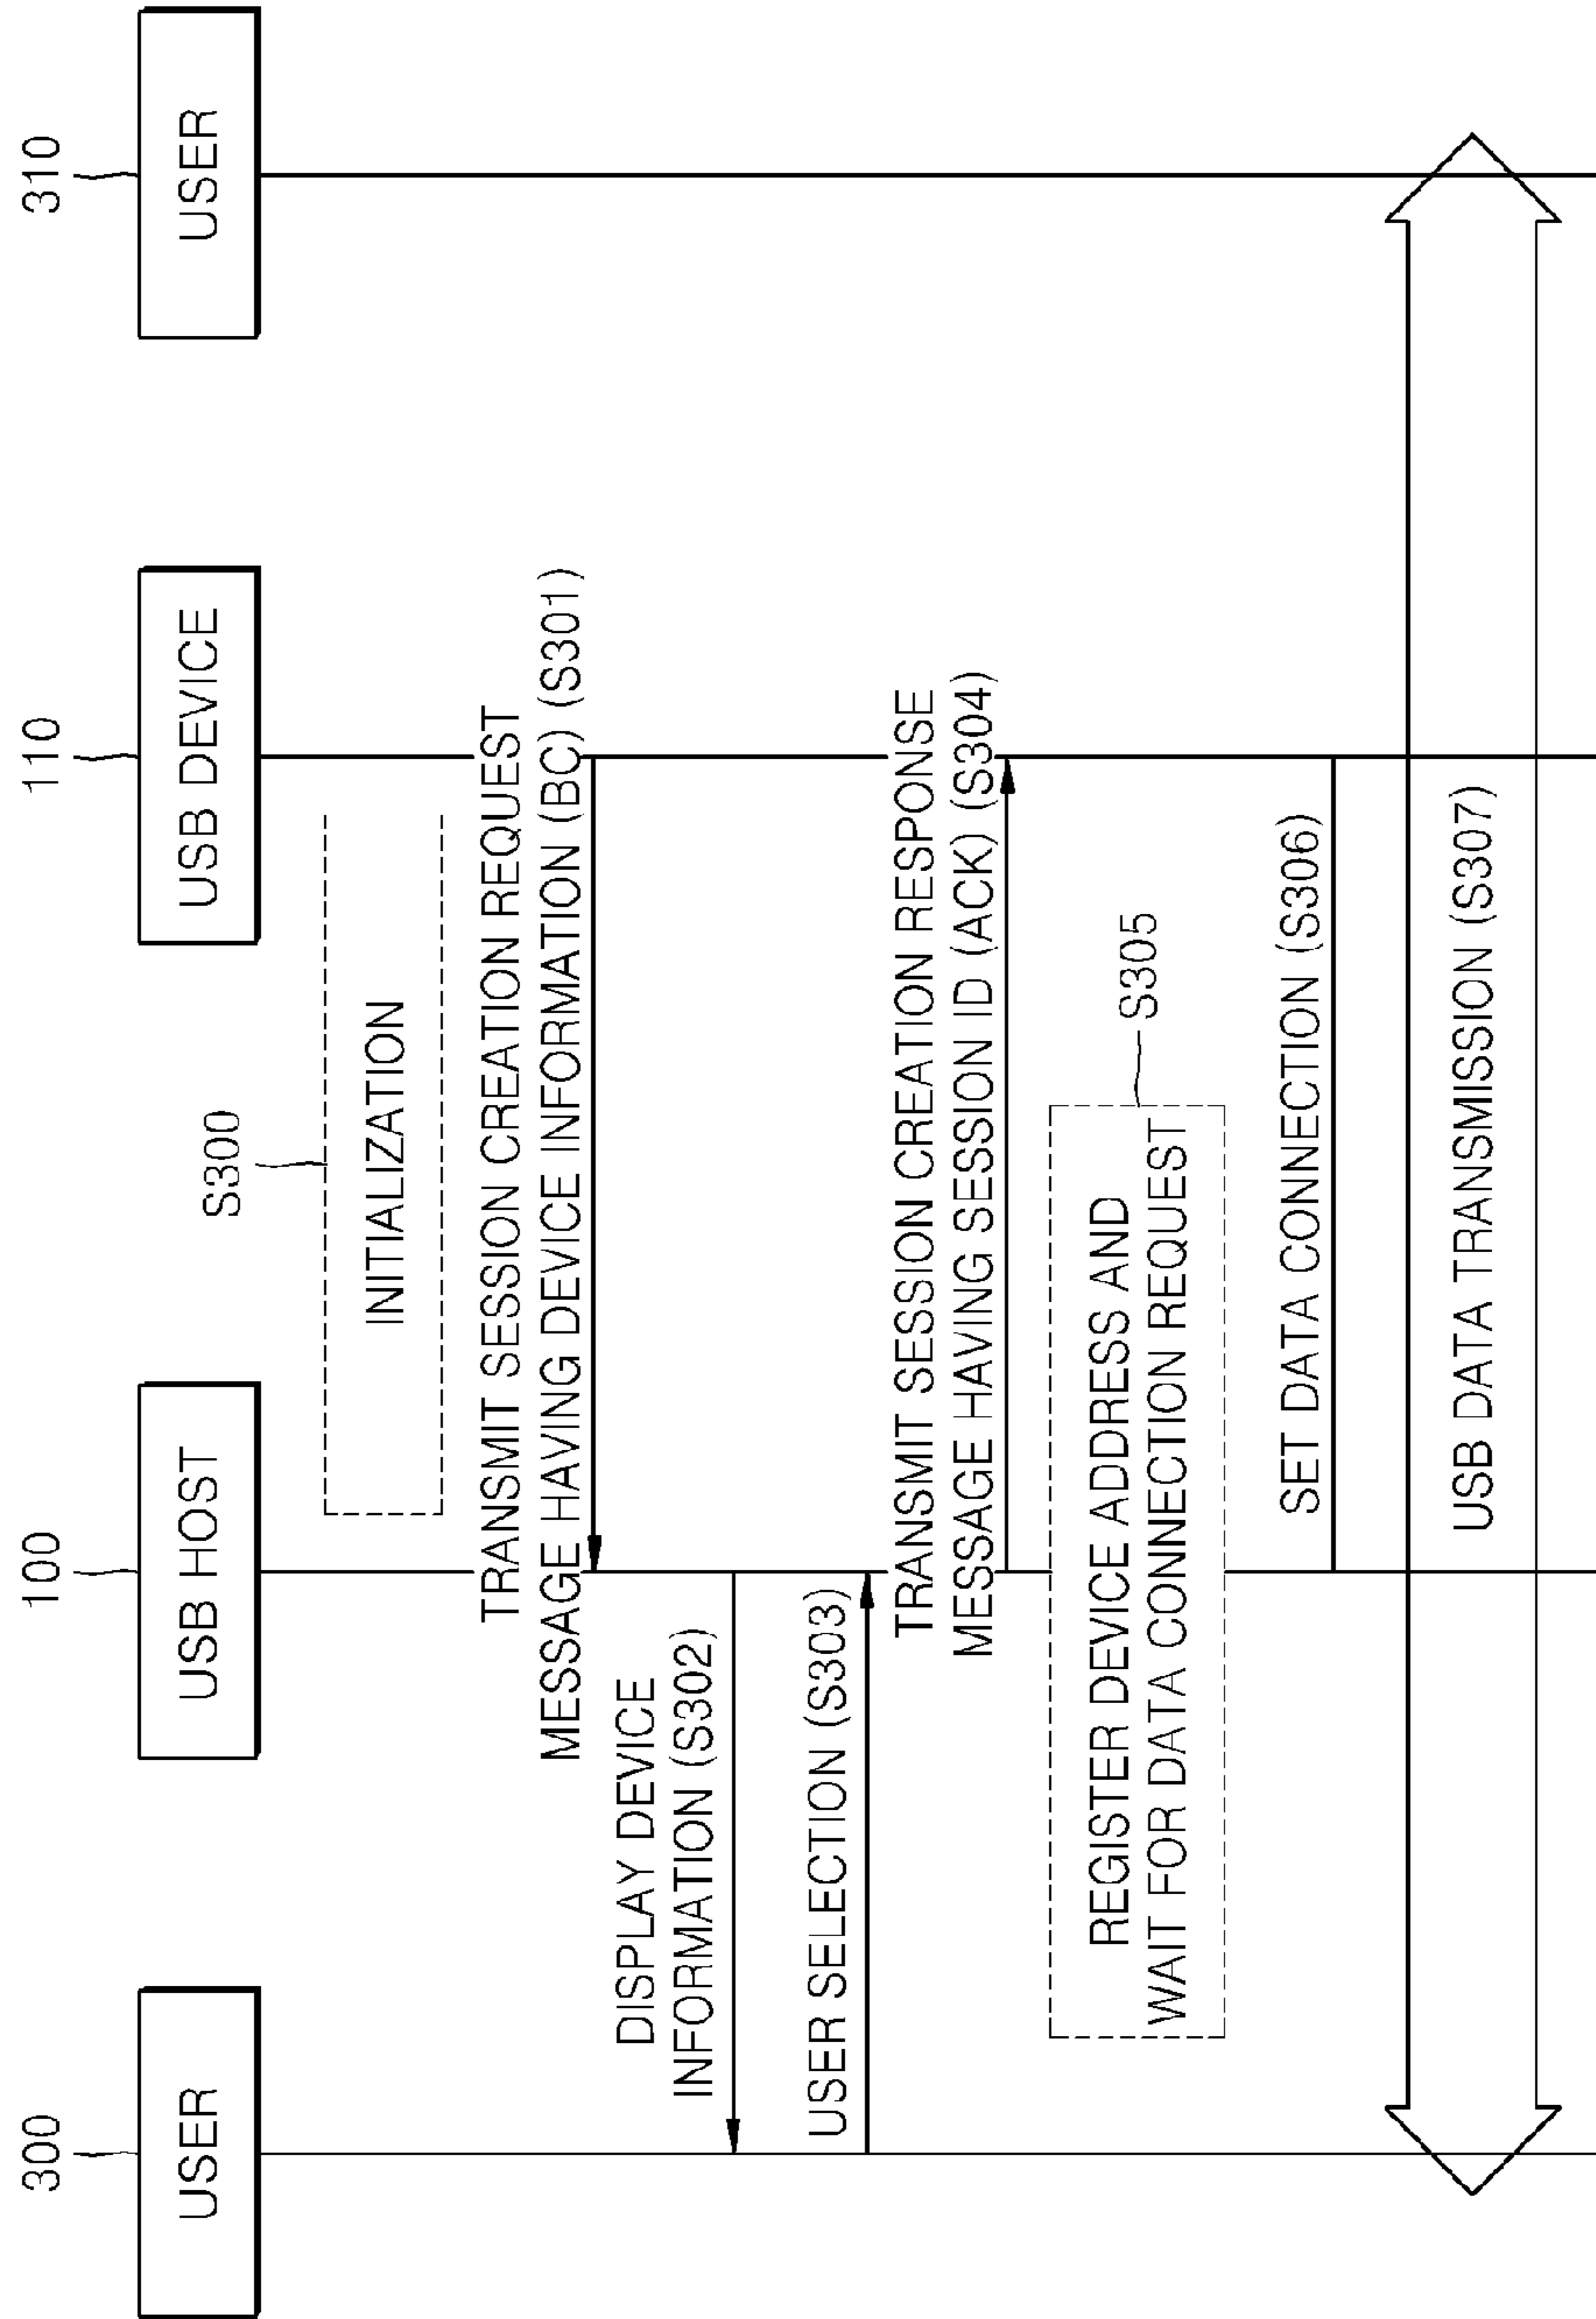 300
100
110
310
USER
USB HOST
USB DEVICE
USER
S300
INITIALIZATION
TRANSMIT SESSION CREATION REQUEST
MESSAGE HAVING DEVICE INFORMATION (BC) (S301)
DISPLAY DEVICE
INFORMATION (S302)
USER SELECTION (S303)
TRANSMIT SESSION CREATION RESPONSE
MESSAGE HAVING SESSION ID (ACK) (S304)
REGISTER DEVICE ADDRESS AND
WAIT FOR DATA CONNECTION REQUEST
S305
SET DATA CONNECTION (S306)
USB DATA TRANSMISSION (S307)